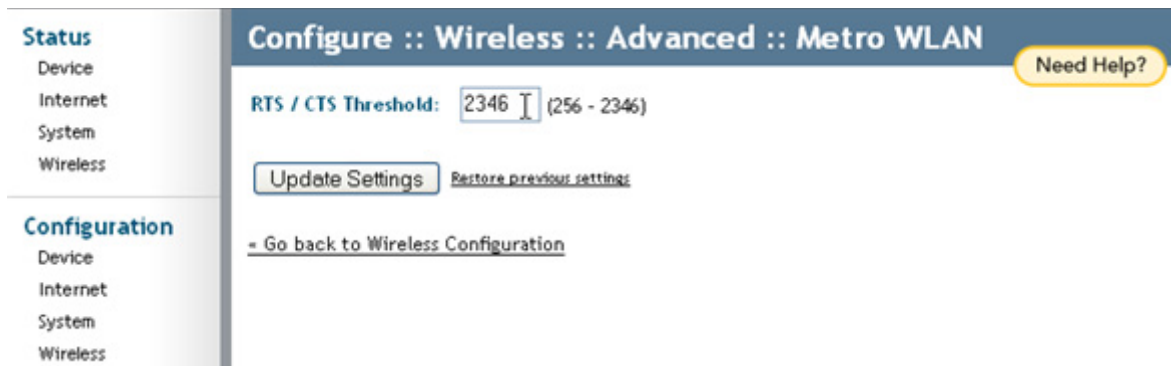 Status
Device
Internet
System
Wireless
Configuration
Device
Internet
System
Wireless
Configure :: Wireless :: Advanced :: Metro WLAN
Need Help?
RTS / CTS Threshold: 2346 (256 - 2346)
Update Settings Restore previous settings
« Go back to Wireless Configuration